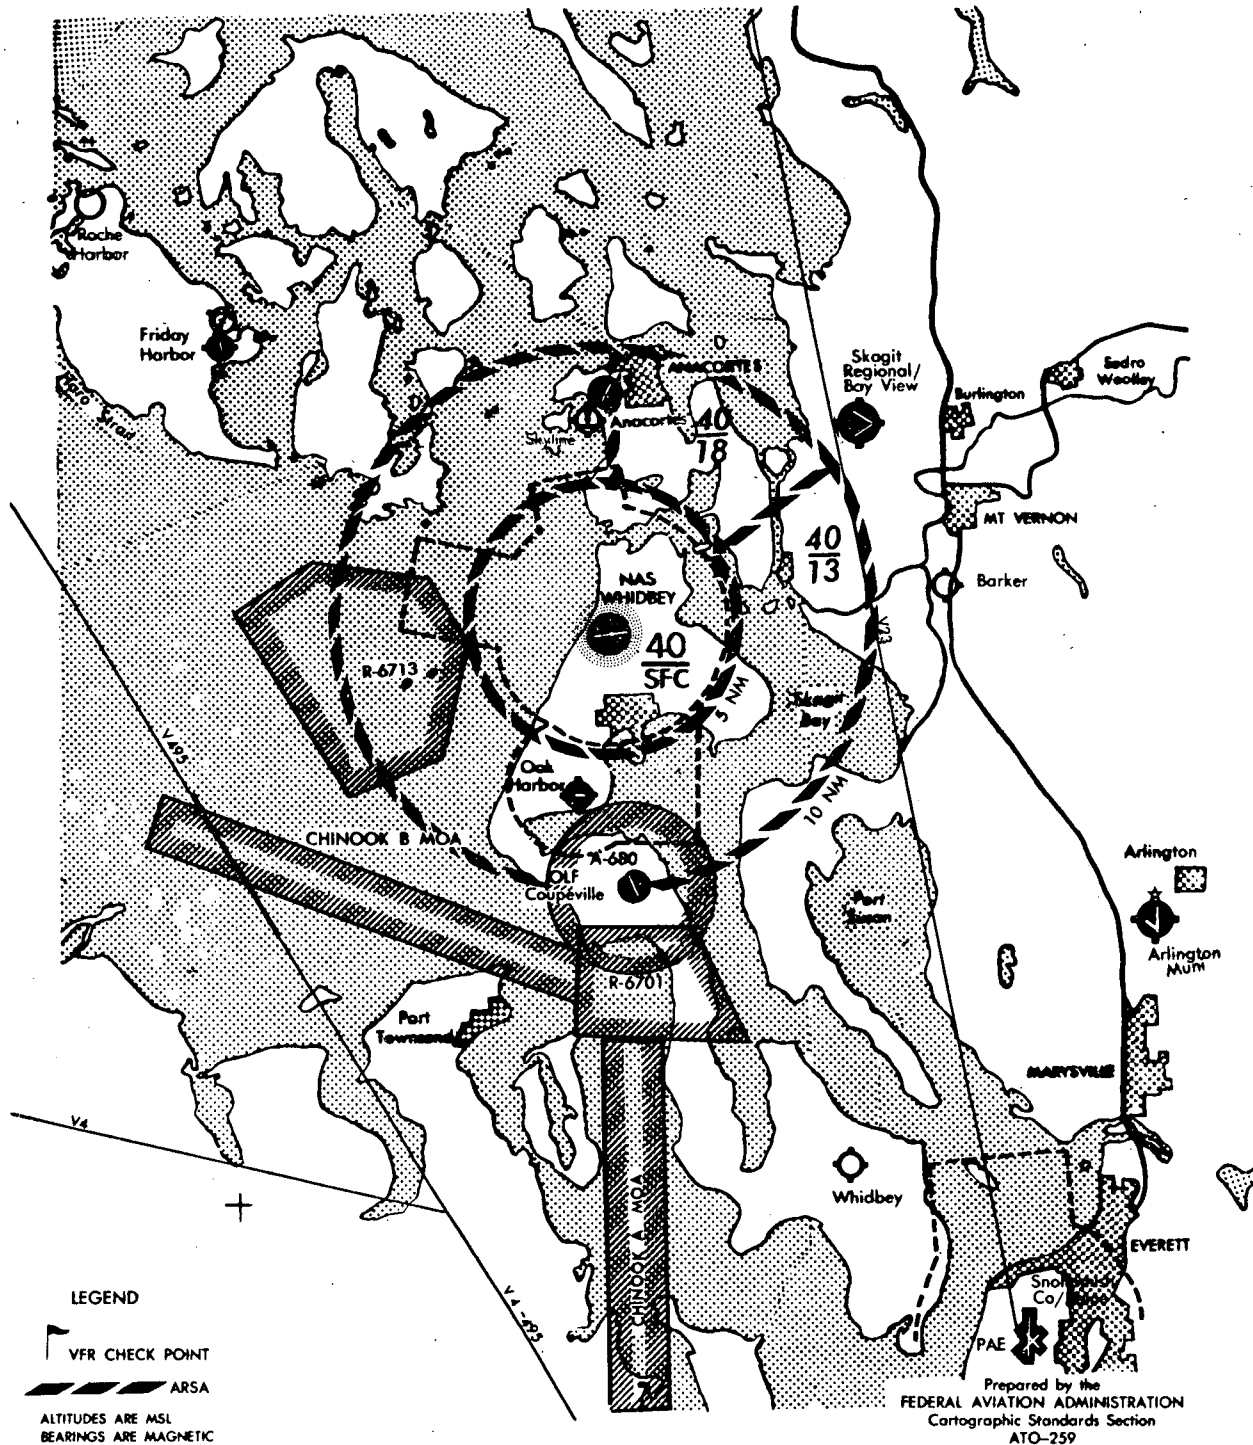 Roche
Harbor
Friday
Harbor
Haro Strait
ANACORTES
Skagit
Regional/
Bay View
Sedro
Woolley
Burlington
Anacortes
Skyline
40
18
MT VERNON
40
13
Barker
NAS
WHIDBEY
V23
40
SFC
R-6713
5 NM
Skagit
Bay
V 495
Oak
Harbor
10 NM
CHINOOK B MOA
A-680
OLF
Coupeville
Arlington
Port
Susan
Arlington
Muni
R-6701
Port
Townsend
MARYSVILLE
V4
Whidbey
CHINOOK A MOA
EVERETT
Co/
V 4 -495
PAE
LEGEND
VFR CHECK POINT
ARSA
ALTITUDES ARE MSL
BEARINGS ARE MAGNETIC
Prepared by the
FEDERAL AVIATION ADMINISTRATION
Cartographic Standards Section
ATO-259